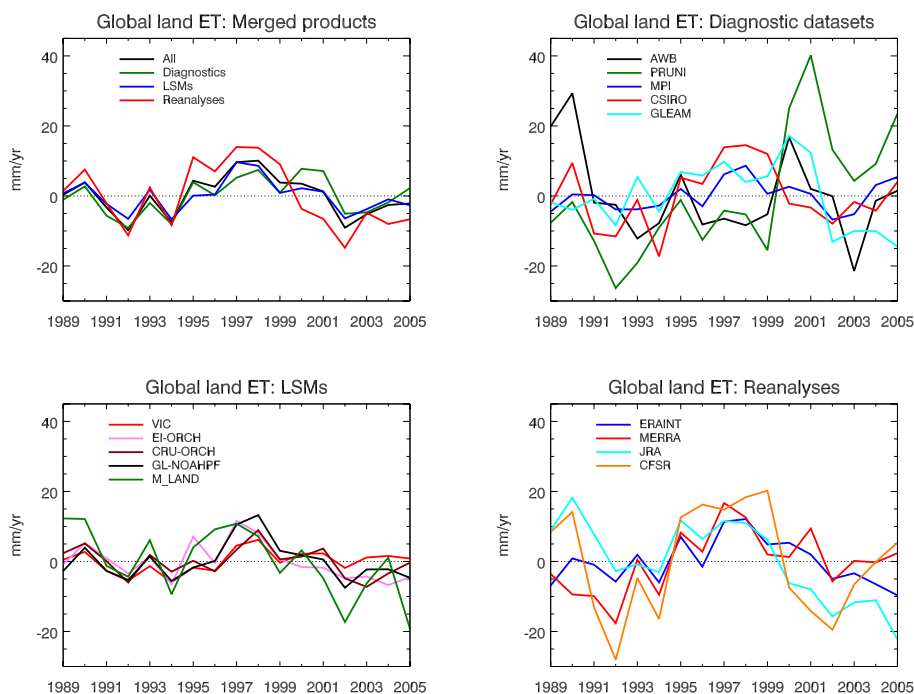 Global land ET: Merged products
40
20
0
-20
mm/yr
All
Diagnostics
LSMs
Reanalyses
1989 1991 1993 1995 1997 1999 2001 2003 2005
Global land ET: Diagnostic datasets
40
20
0
-20
mm/yr
AWB
PRUNI
MPI
CSIRO
GLEAM
1989 1991 1993 1995 1997 1999 2001 2003 2005
Global land ET: LSMs
40
20
0
-20
mm/yr
VIC
EI-ORCH
CRU-ORCH
GL-NOAHPF
M_LAND
1989 1991 1993 1995 1997 1999 2001 2003 2005
Global land ET: Reanalyses
40
20
0
-20
mm/yr
ERAINT
MERRA
JRA
CFSR
1989 1991 1993 1995 1997 1999 2001 2003 2005